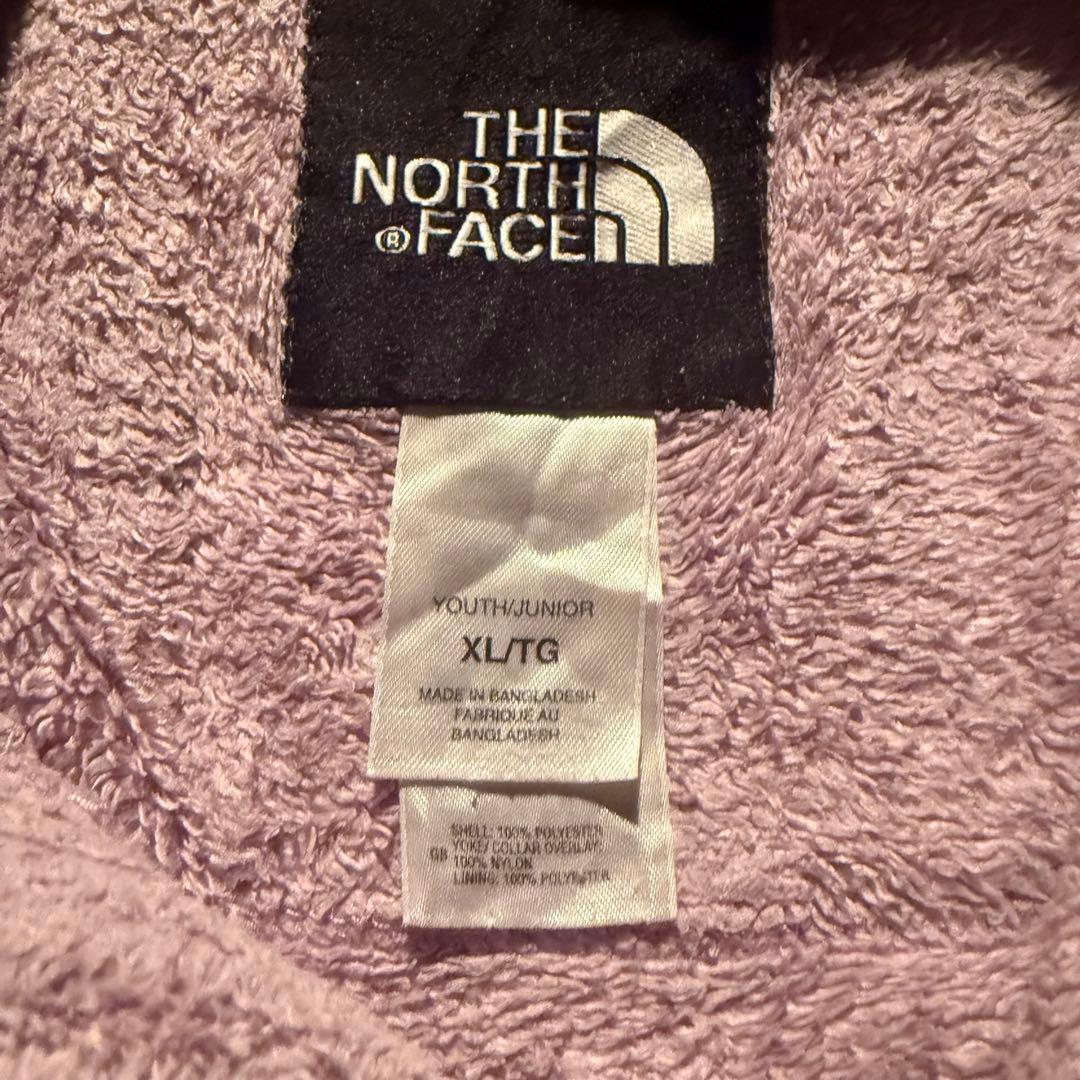 THE
NORTH
® FACE
YOUTH/JUNIOR
XL/TG
MADE IN BANGLADESH
FABRIQUE AU
BANGLADESH
SHELL: 100% POLYESTER
YOKE/ COLLAR OVERLAY:
GB 100% NYLON
LINING: 100% POLYESTER